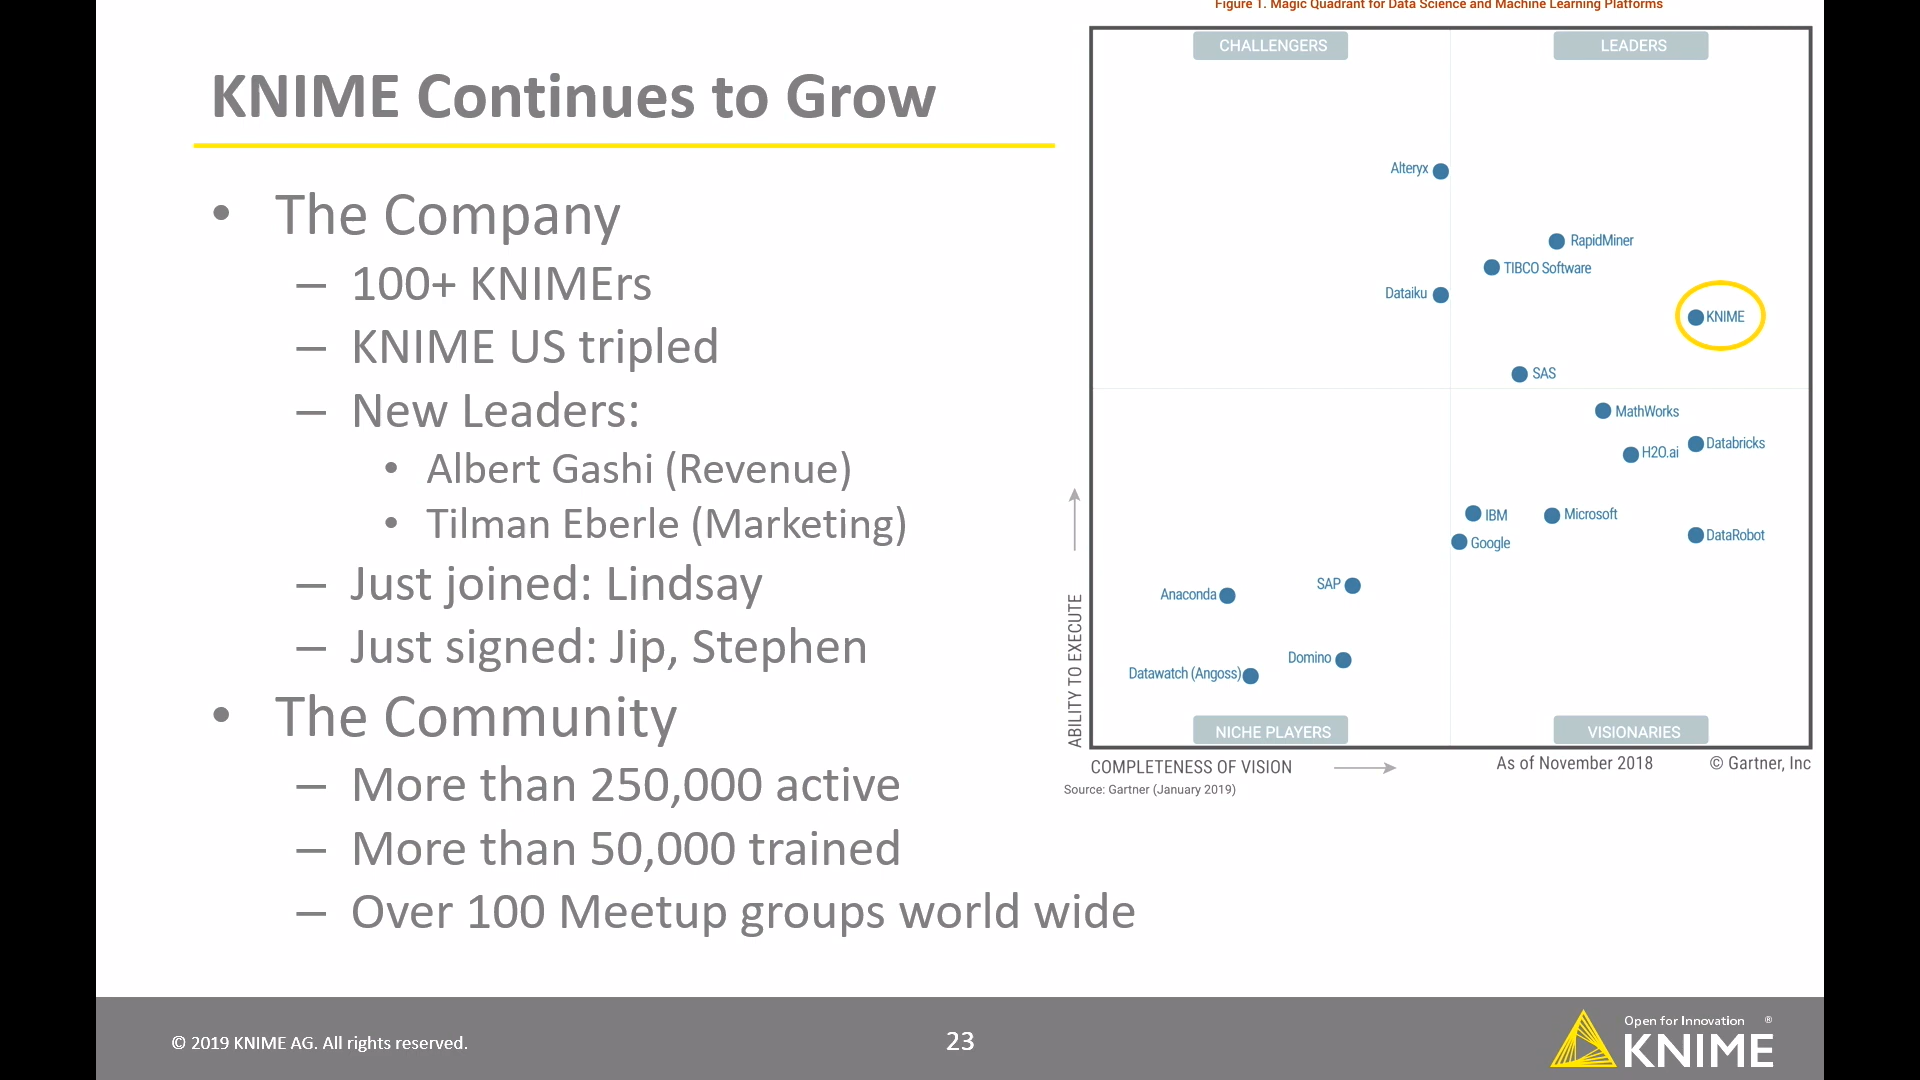 KNIME Continues to Grow
• The Company
– 100+ KNIMErs
– KNIME US tripled
– New Leaders:
• Albert Gashi (Revenue)
• Tilman Eberle (Marketing)
– Just joined: Lindsay
– Just signed: Jip, Stephen
• The Community
– More than 250,000 active
– More than 50,000 trained
– Over 100 Meetup groups world wide
Figure 1. Magic Quadrant for Data Science and Machine Learning Platforms
CHALLENGERS
LEADERS
Alteryx
RapidMiner
TIBCO Software
Dataiku
KNIME
SAS
MathWorks
Databricks
H2O.ai
IBM
Microsoft
Google
DataRobot
SAP
Anaconda
Domino
Datawatch (Angoss)
NICHE PLAYERS
VISIONARIES
ABILITY TO EXECUTE
COMPLETENESS OF VISION
As of November 2018
© Gartner, Inc
Source: Gartner (January 2019)
© 2019 KNIME AG. All rights reserved.
23
Open for Innovation ®
KNIME